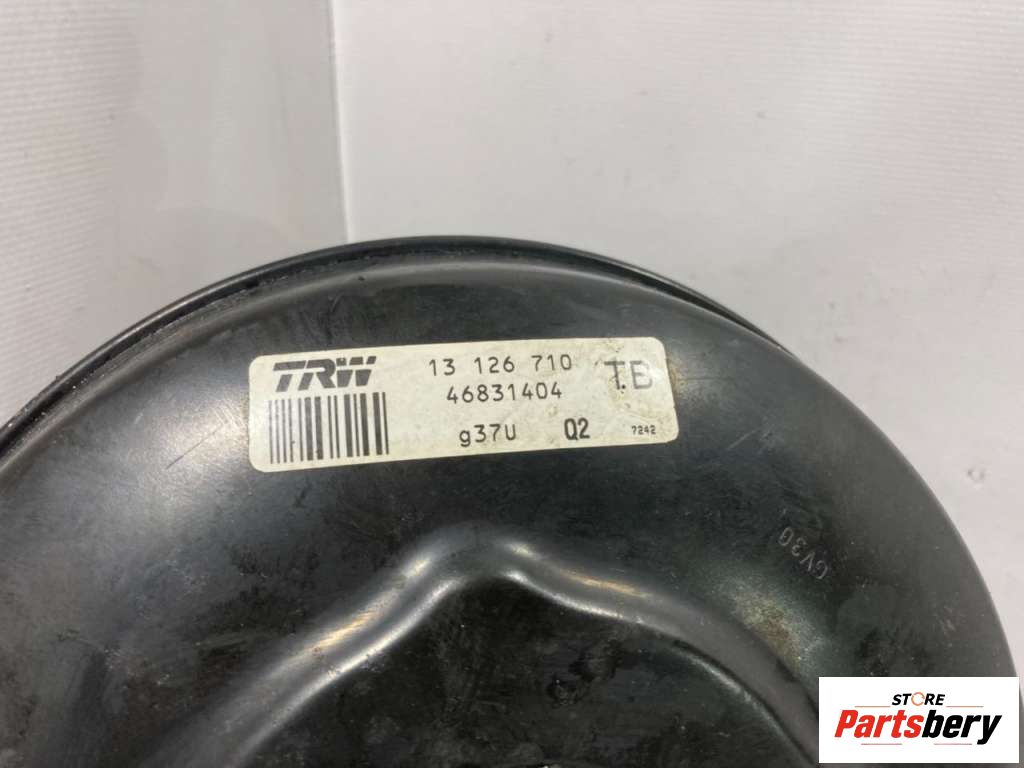 TRW 13 126 710 T.B
46831404
g37U Q2 7242
GV30
STORE
Partsbery